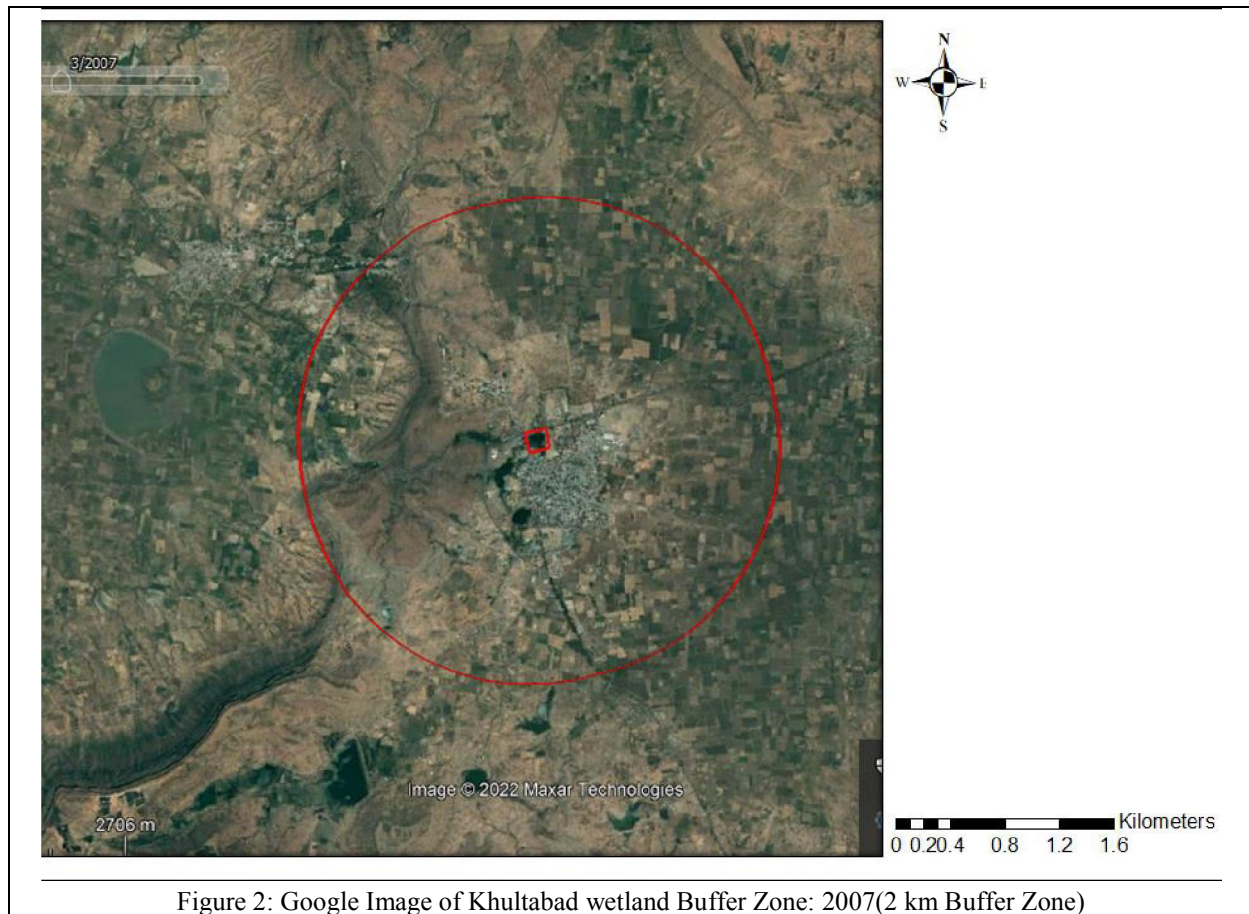 3/2007
N
W
E
S
Image © 2022 Maxar Technologies
2706 m
Kilometers
0 0.20.4 0.8 1.2 1.6
Figure 2: Google Image of Khultabad wetland Buffer Zone: 2007(2 km Buffer Zone)